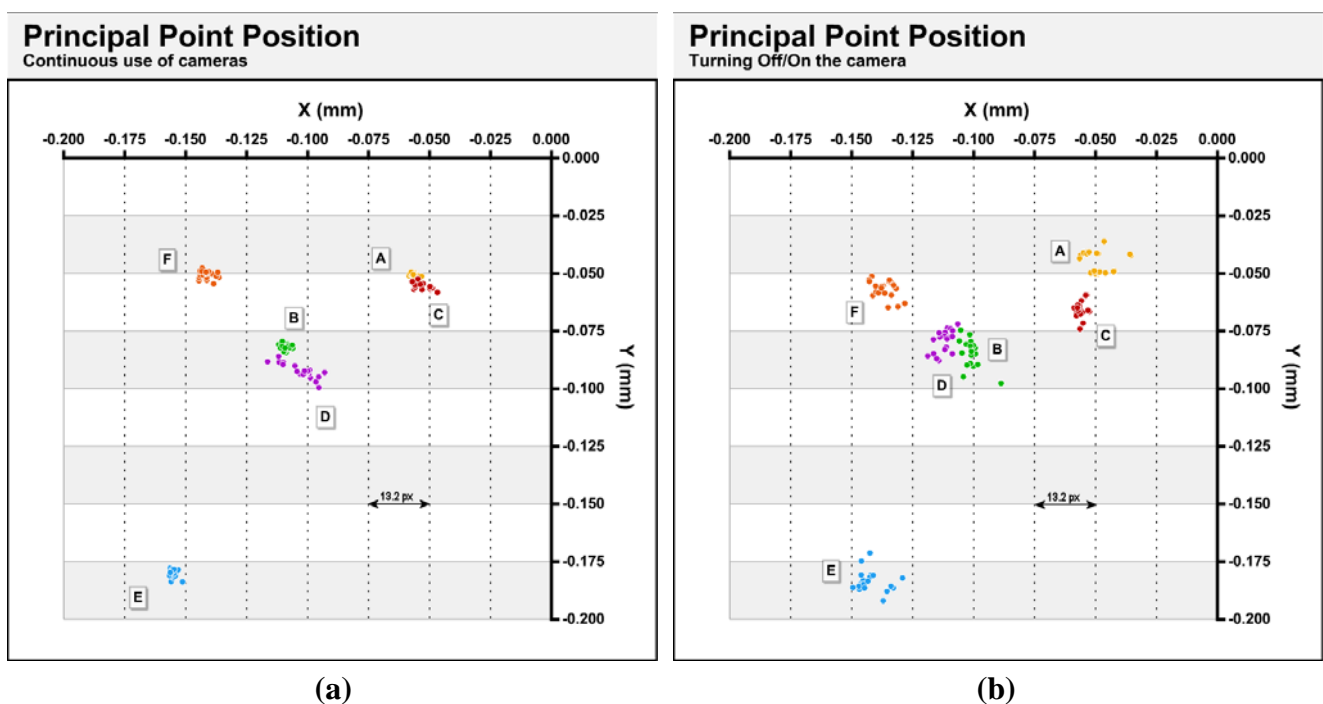 Principal Point Position
Continuous use of cameras
X (mm)
-0.200 -0.175 -0.150 -0.125 -0.100 -0.075 -0.050 -0.025 0.000
0.000
-0.025
-0.050
-0.075
-0.100
-0.125
-0.150
-0.175
-0.200
Y (mm)
F
A
B
C
D
E
13.2 px
(a)
Principal Point Position
Turning Off/On the camera
X (mm)
-0.200 -0.175 -0.150 -0.125 -0.100 -0.075 -0.050 -0.025 0.000
0.000
-0.025
-0.050
-0.075
-0.100
-0.125
-0.150
-0.175
-0.200
Y (mm)
A
F
C
B
D
E
13.2 px
(b)